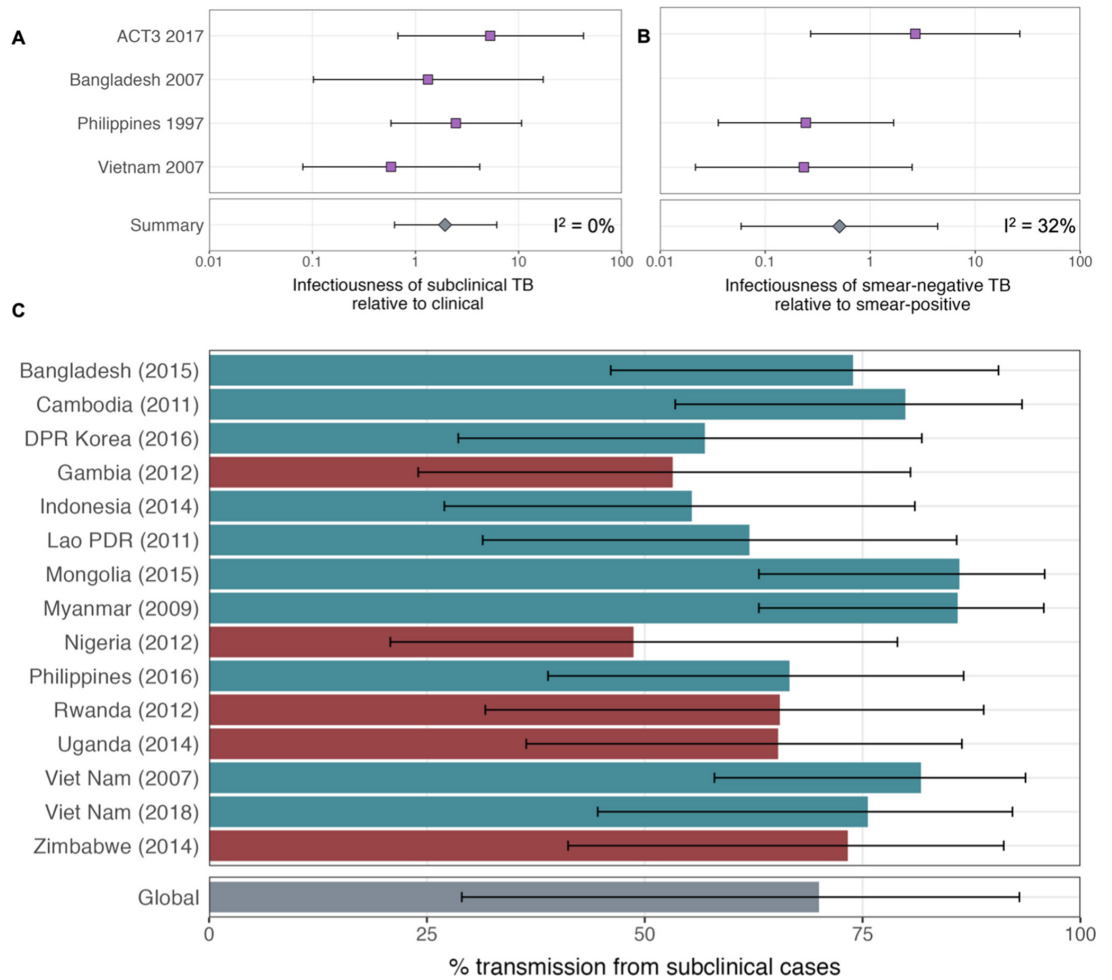 A
B
ACT3 2017
Bangladesh 2007
Philippines 1997
Vietnam 2007
Summary
I² = 0%
I² = 32%
0.01 0.1 1 10 100
0.01 0.1 1 10 100
Infectiousness of subclinical TB
relative to clinical
Infectiousness of smear-negative TB
relative to smear-positive
C
Bangladesh (2015)
Cambodia (2011)
DPR Korea (2016)
Gambia (2012)
Indonesia (2014)
Lao PDR (2011)
Mongolia (2015)
Myanmar (2009)
Nigeria (2012)
Philippines (2016)
Rwanda (2012)
Uganda (2014)
Viet Nam (2007)
Viet Nam (2018)
Zimbabwe (2014)
Global
0 25 50 75 100
% transmission from subclinical cases